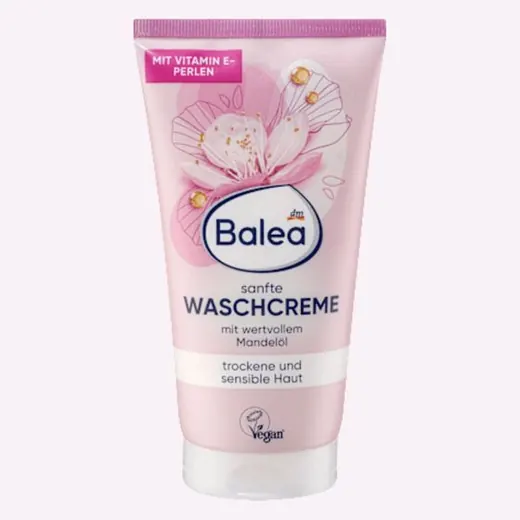 MIT VITAMIN E-
PERLEN
dm
Balea
sanfte
WASCHCREME
mit wertvollem
Mandelöl
trockene und
sensible Haut
Vegan